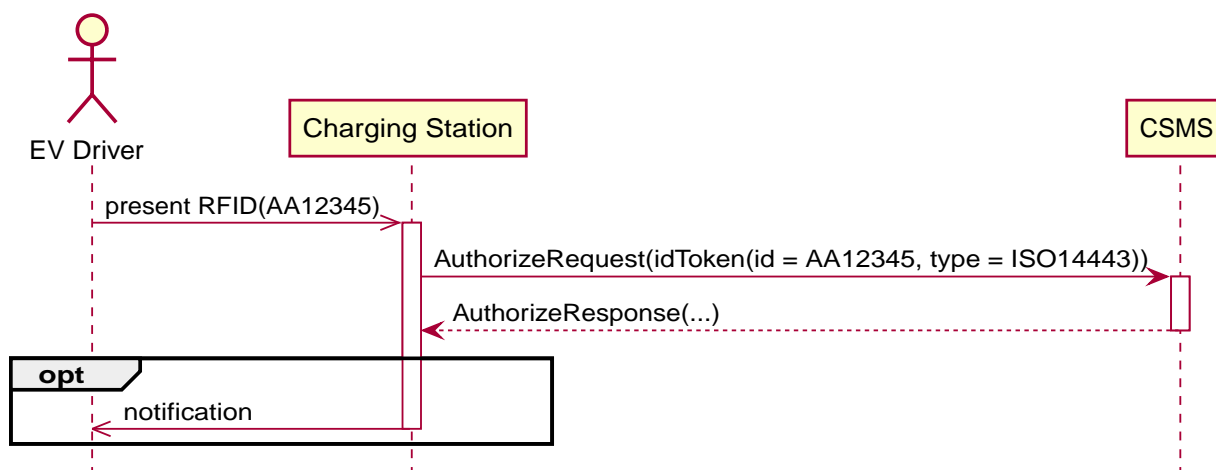 EV Driver
Charging Station
CSMS
present RFID(AA12345)
AuthorizeRequest(idToken(id = AA12345, type = ISO14443))
AuthorizeResponse(...)
opt
notification